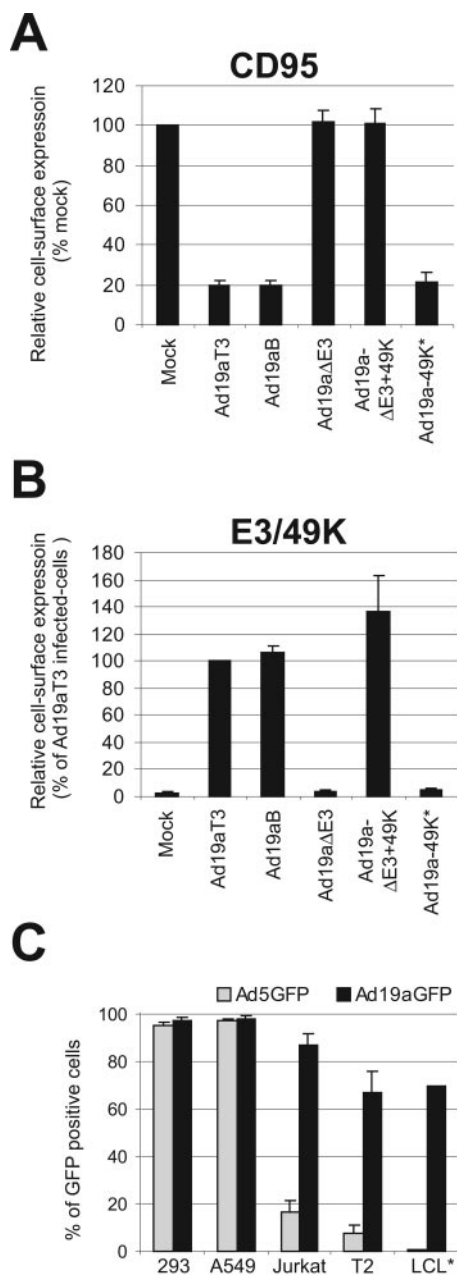 A
CD95
Relative cell-surface expressoin
(% mock)
120
100
80
60
40
20
0
Mock
Ad19aT3
Ad19aB
Ad19aΔE3
Ad19a-
ΔE3+49K
Ad19a-49K*
B
E3/49K
Relative cell-surface expressoin
(% of Ad19aT3 infected-cells )
180
160
140
120
100
80
60
40
20
0
Mock
Ad19aT3
Ad19aB
Ad19aΔE3
Ad19a-
ΔE3+49K
Ad19a-49K*
C
Ad5GFP Ad19aGFP
% of GFP positive cells
100
80
60
40
20
0
293 A549 Jurkat T2 LCL*